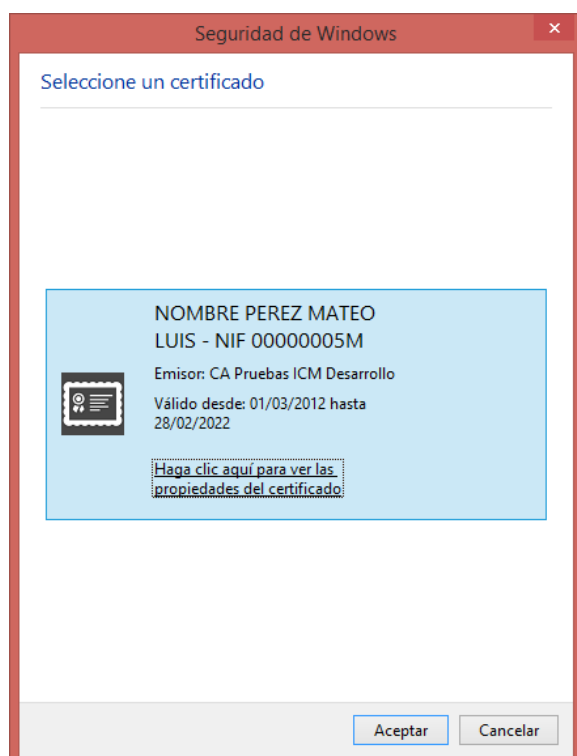 Seguridad de Windows
Seleccione un certificado
NOMBRE PEREZ MATEO
LUIS - NIF 00000005M
Emisor: CA Pruebas ICM Desarrollo
Válido desde: 01/03/2012 hasta
28/02/2022
Haga clic aquí para ver las
propiedades del certificado
Aceptar
Cancelar